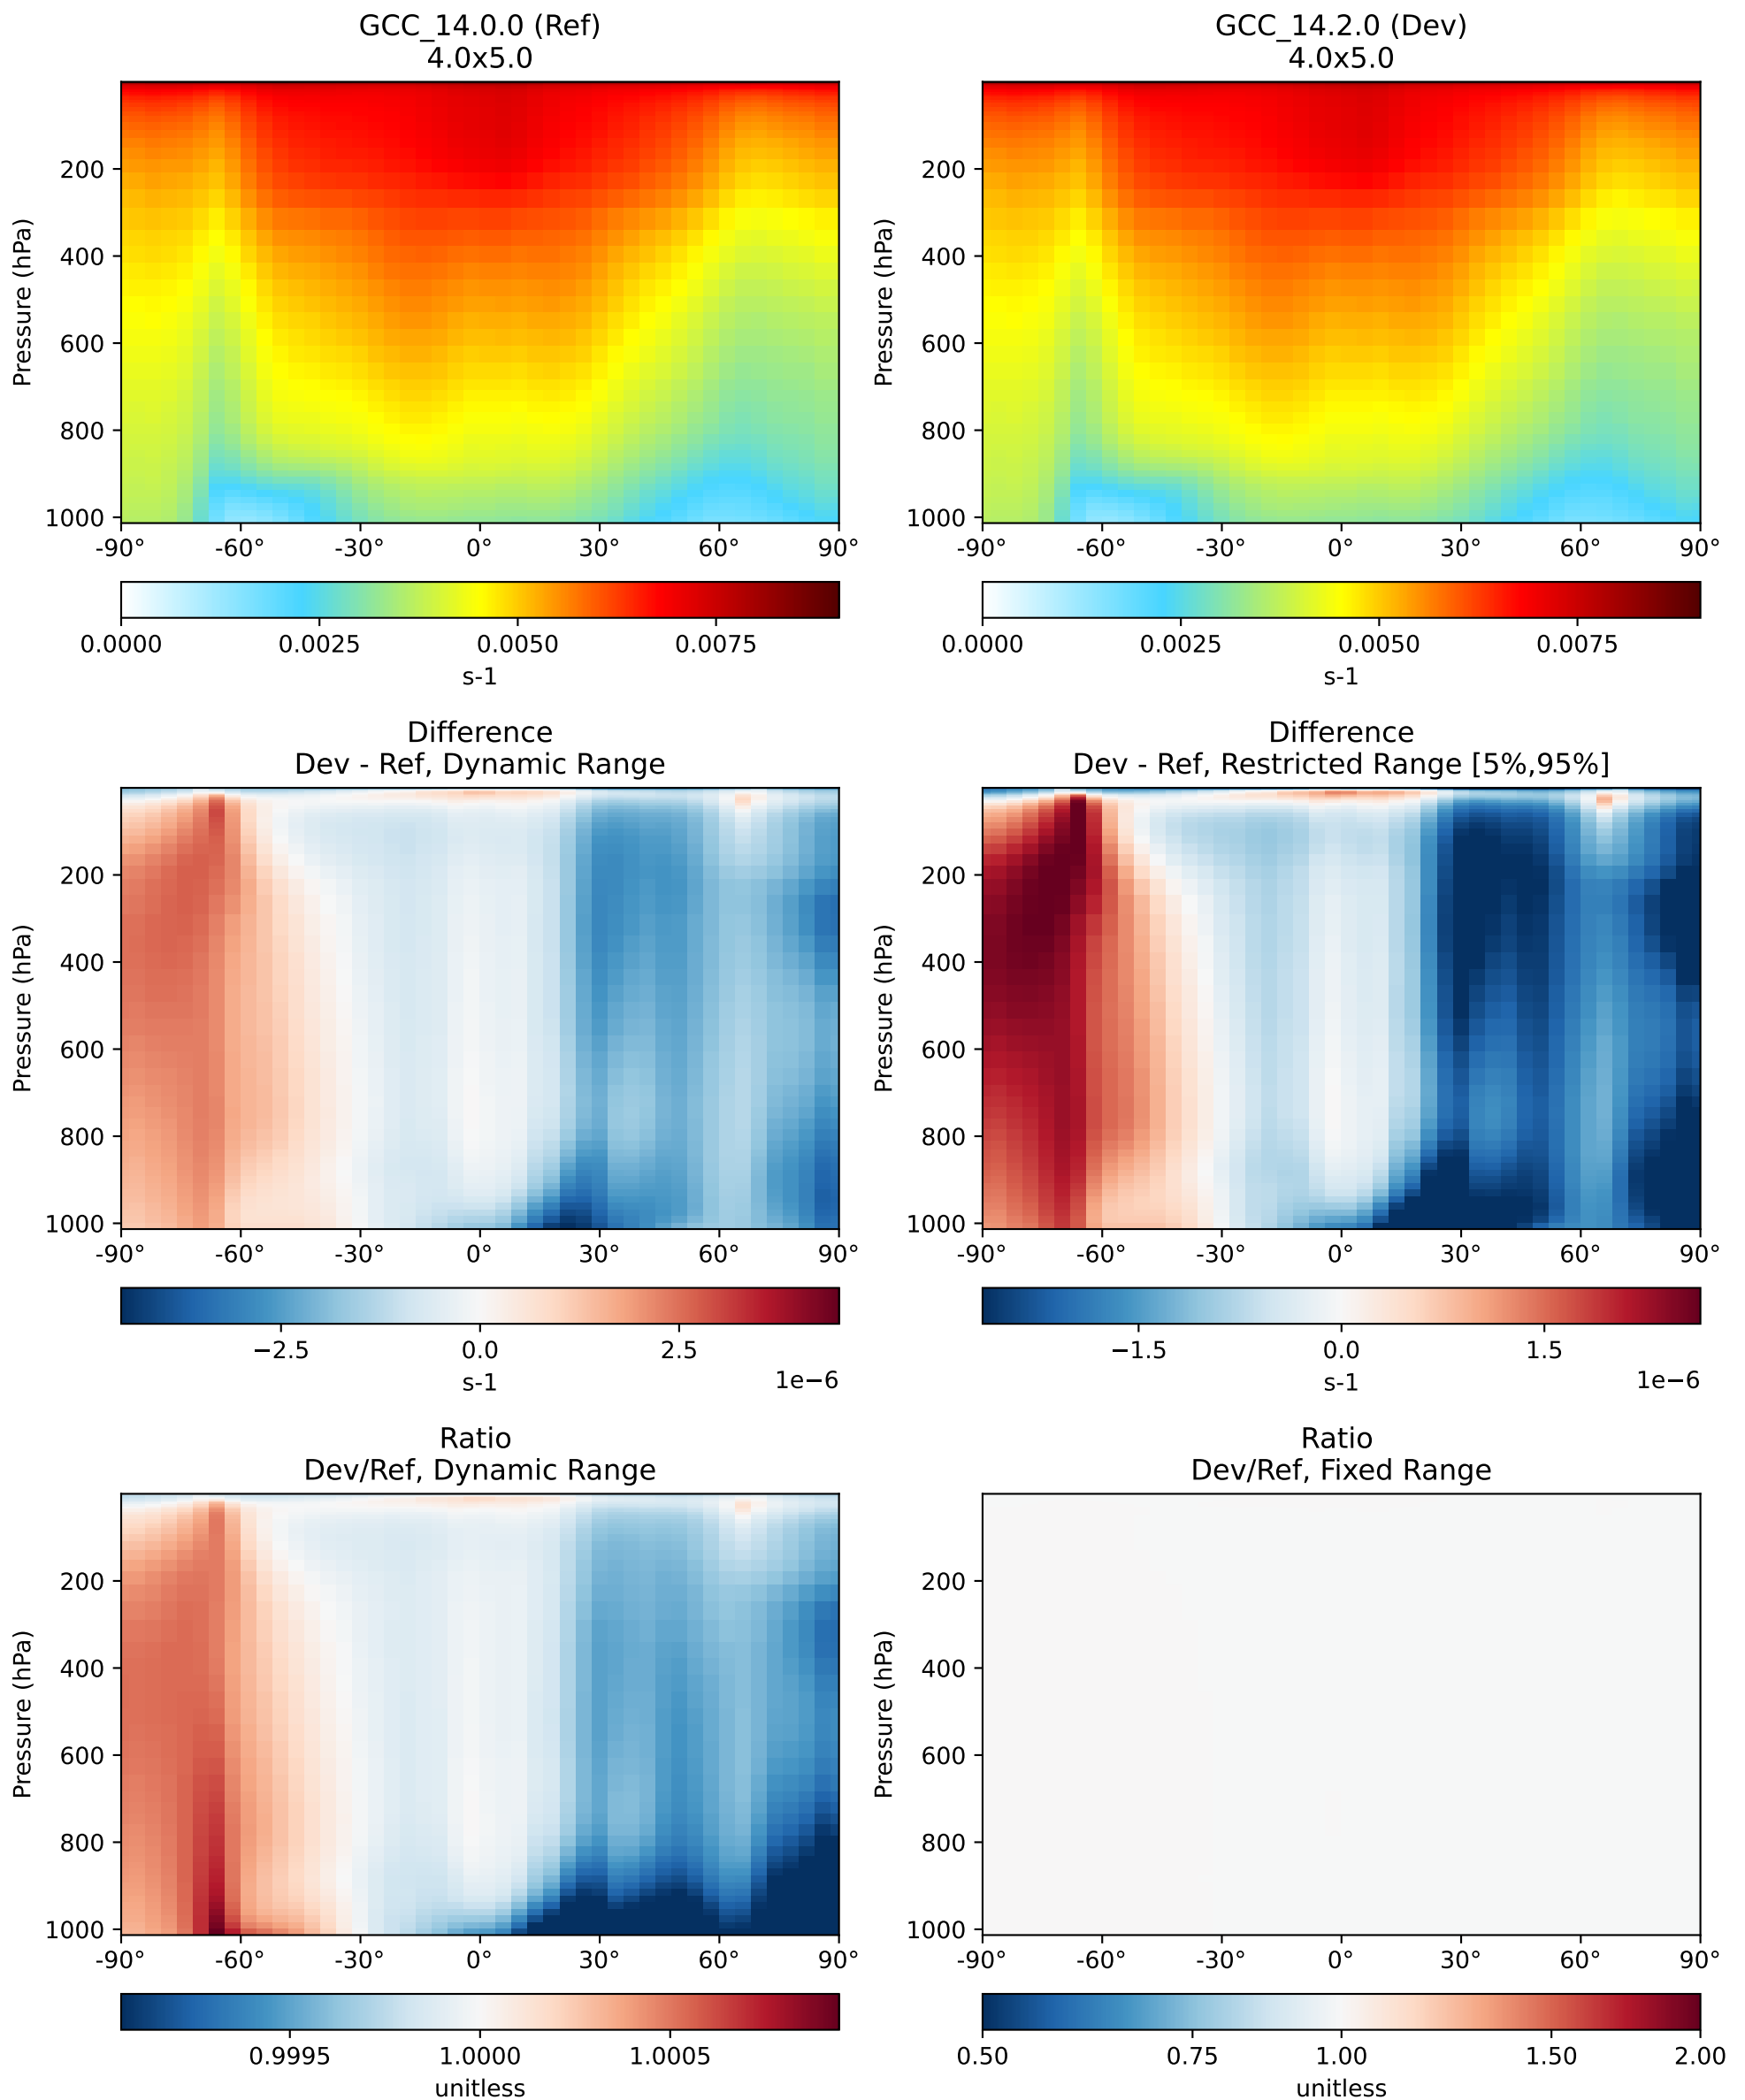 GCC_14.0.0 (Ref)
4.0x5.0
Pressure (hPa)
200
400
600
800
1000
-90° -60° -30° 0° 30° 60° 90°
0.0000 0.0025 0.0050 0.0075
s-1
GCC_14.2.0 (Dev)
4.0x5.0
Pressure (hPa)
200
400
600
800
1000
-90° -60° -30° 0° 30° 60° 90°
0.0000 0.0025 0.0050 0.0075
s-1
Difference
Dev - Ref, Dynamic Range
Pressure (hPa)
200
400
600
800
1000
-90° -60° -30° 0° 30° 60° 90°
−2.5 0.0 2.5
s-1 1e−6
Difference
Dev - Ref, Restricted Range [5%,95%]
Pressure (hPa)
200
400
600
800
1000
-90° -60° -30° 0° 30° 60° 90°
−1.5 0.0 1.5
s-1 1e−6
Ratio
Dev/Ref, Dynamic Range
Pressure (hPa)
200
400
600
800
1000
-90° -60° -30° 0° 30° 60° 90°
0.9995 1.0000 1.0005
unitless
Ratio
Dev/Ref, Fixed Range
Pressure (hPa)
200
400
600
800
1000
-90° -60° -30° 0° 30° 60° 90°
0.50 0.75 1.00 1.50 2.00
unitless